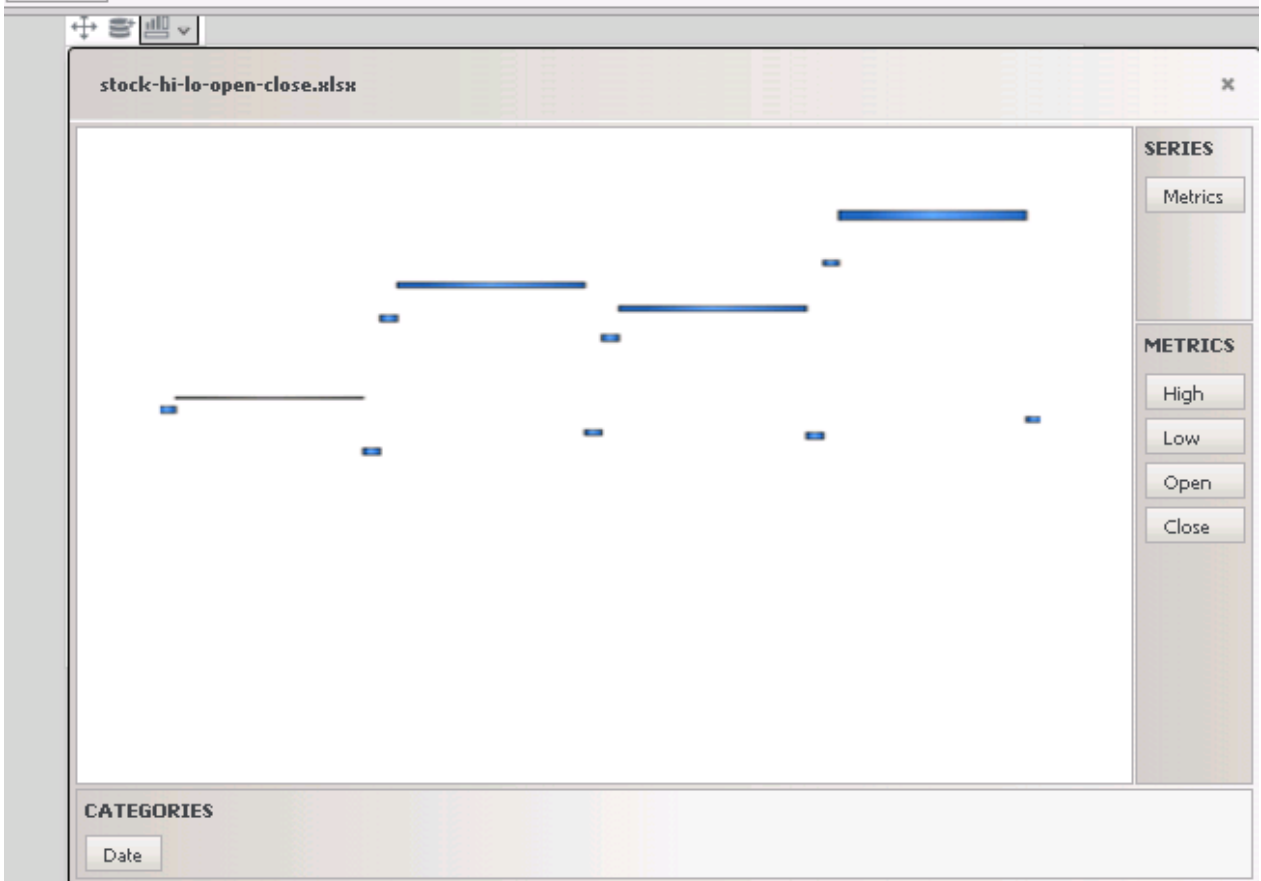 stock-hi-lo-open-close.xlsx
SERIES
Metrics
METRICS
High
Low
Open
Close
CATEGORIES
Date